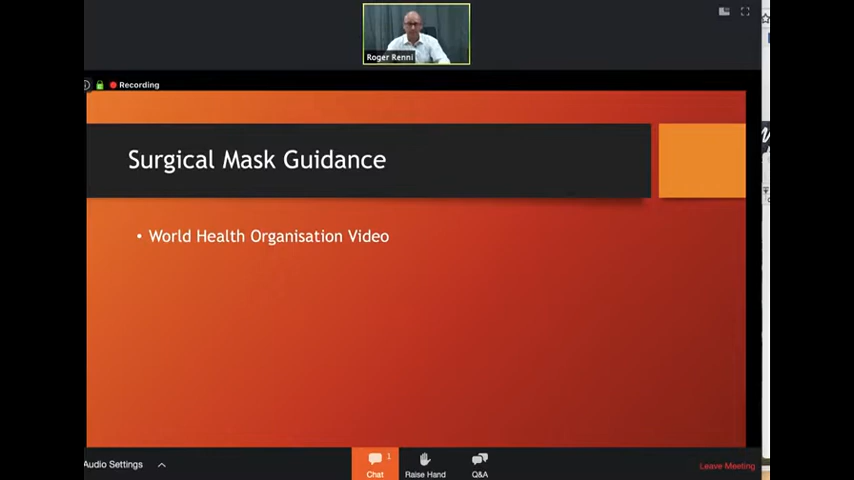 Roger Renni
Recording
Surgical Mask Guidance
• World Health Organisation Video
Audio Settings
1
Chat
Raise Hand
Q&A
Leave Meeting